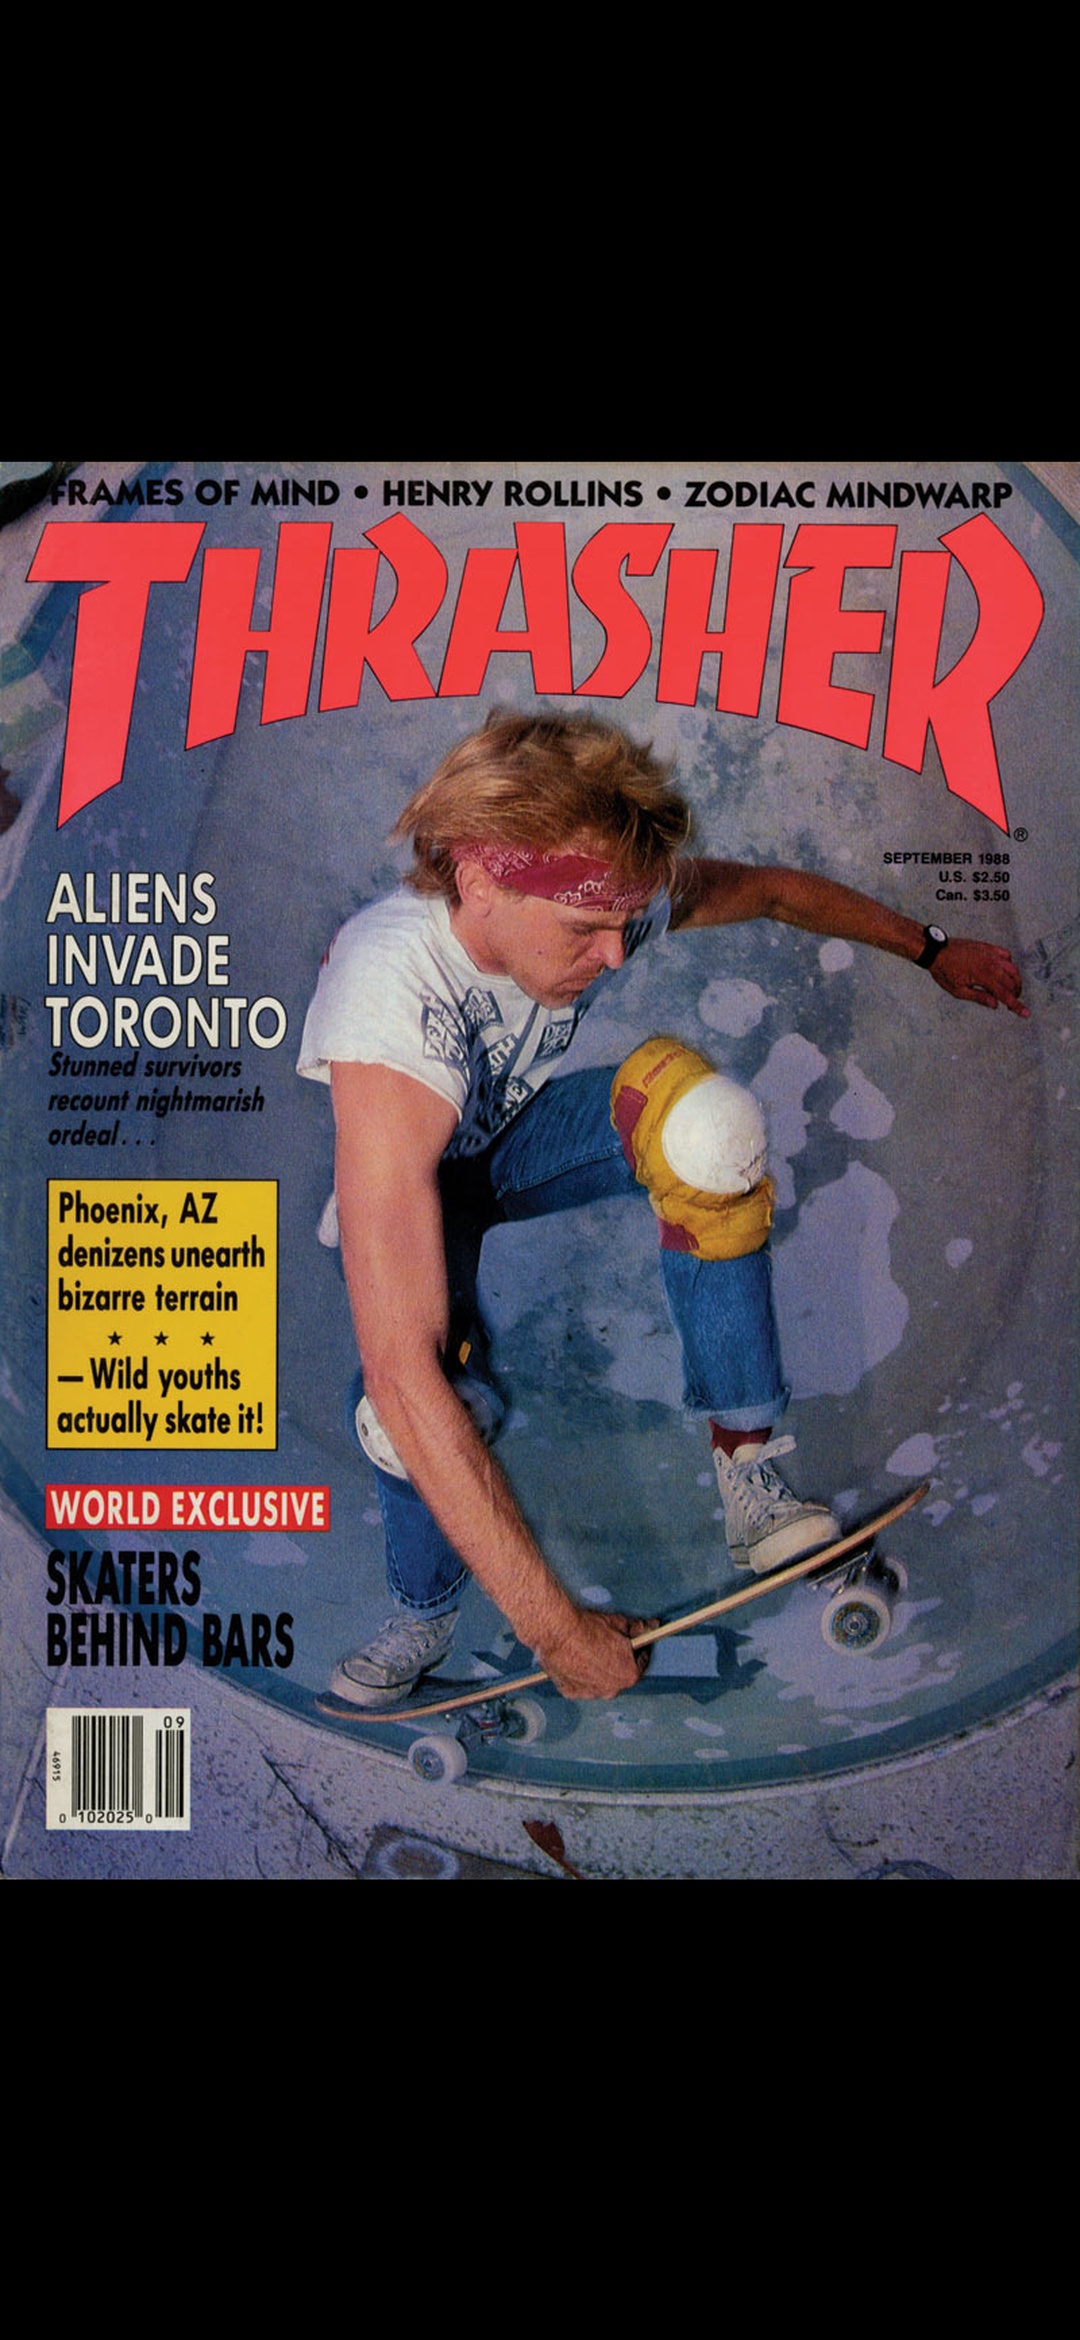 FRAMES OF MIND • HENRY ROLLINS • ZODIAC MINDWARP
THRASHER
®
SEPTEMBER 1988
U.S. $2.50
Can. $3.50
ALIENS
INVADE
TORONTO
Stunned survivors
recount nightmarish
ordeal...
Phoenix, AZ
denizens unearth
bizarre terrain
★ ★ ★
— Wild youths
actually skate it!
WORLD EXCLUSIVE
SKATERS
BEHIND BARS
09
46915
0 102025 0